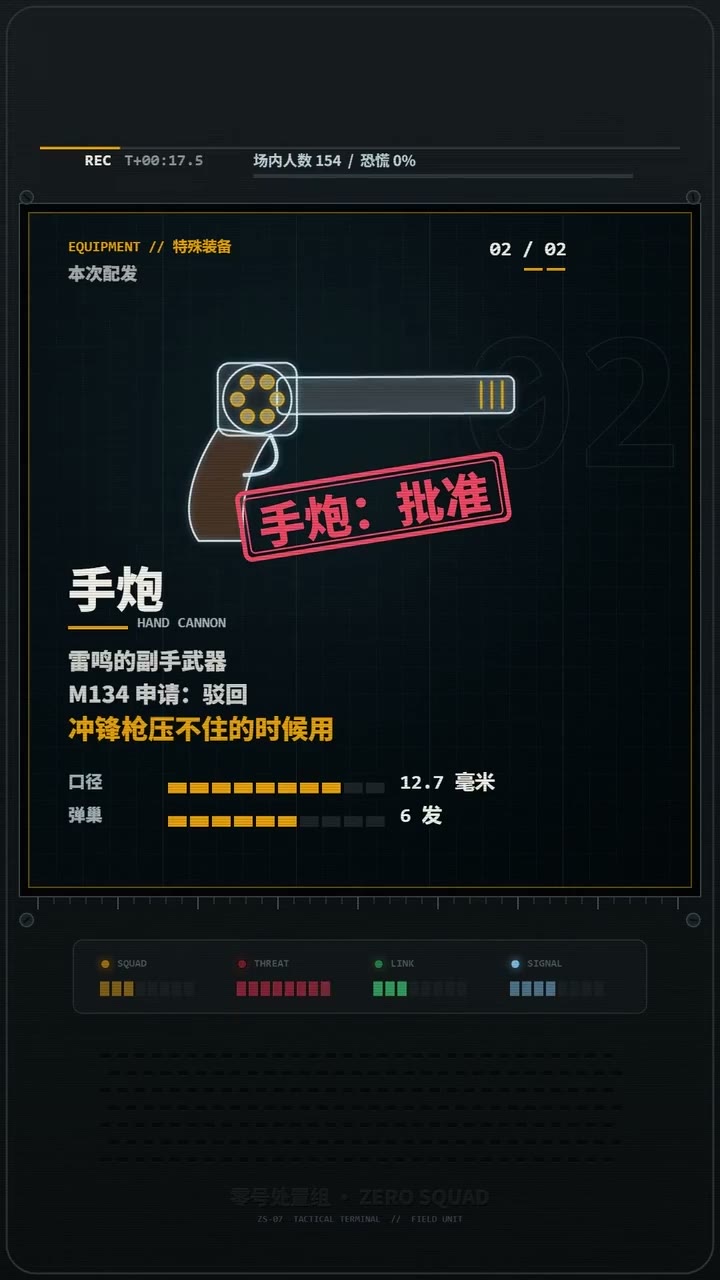 REC T+00:17.5 场内人数 154 / 恐慌 0%
EQUIPMENT // 特殊装备
02 / 02
本次配发
02
手炮：批准
手炮
HAND CANNON
雷鸣的副手武器
M134 申请：驳回
冲锋枪压不住的时候用
口径 12.7 毫米
弹巢 6 发
SQUAD THREAT LINK SIGNAL
零号处置组 · ZERO SQUAD
ZS-07 TACTICAL TERMINAL // FIELD UNIT